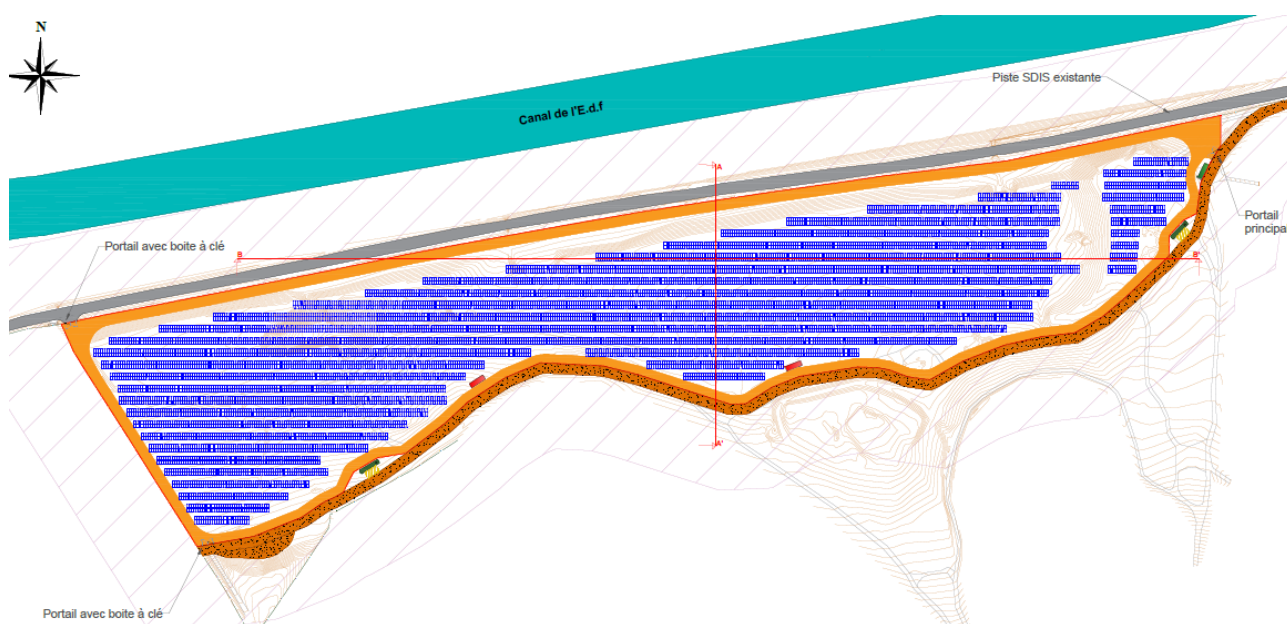 N
Piste SDIS existante
Canal de l'E.d.f
A
Portail
principa
Portail avec boite à clé
B
B'
A'
Portail avec boite à clé